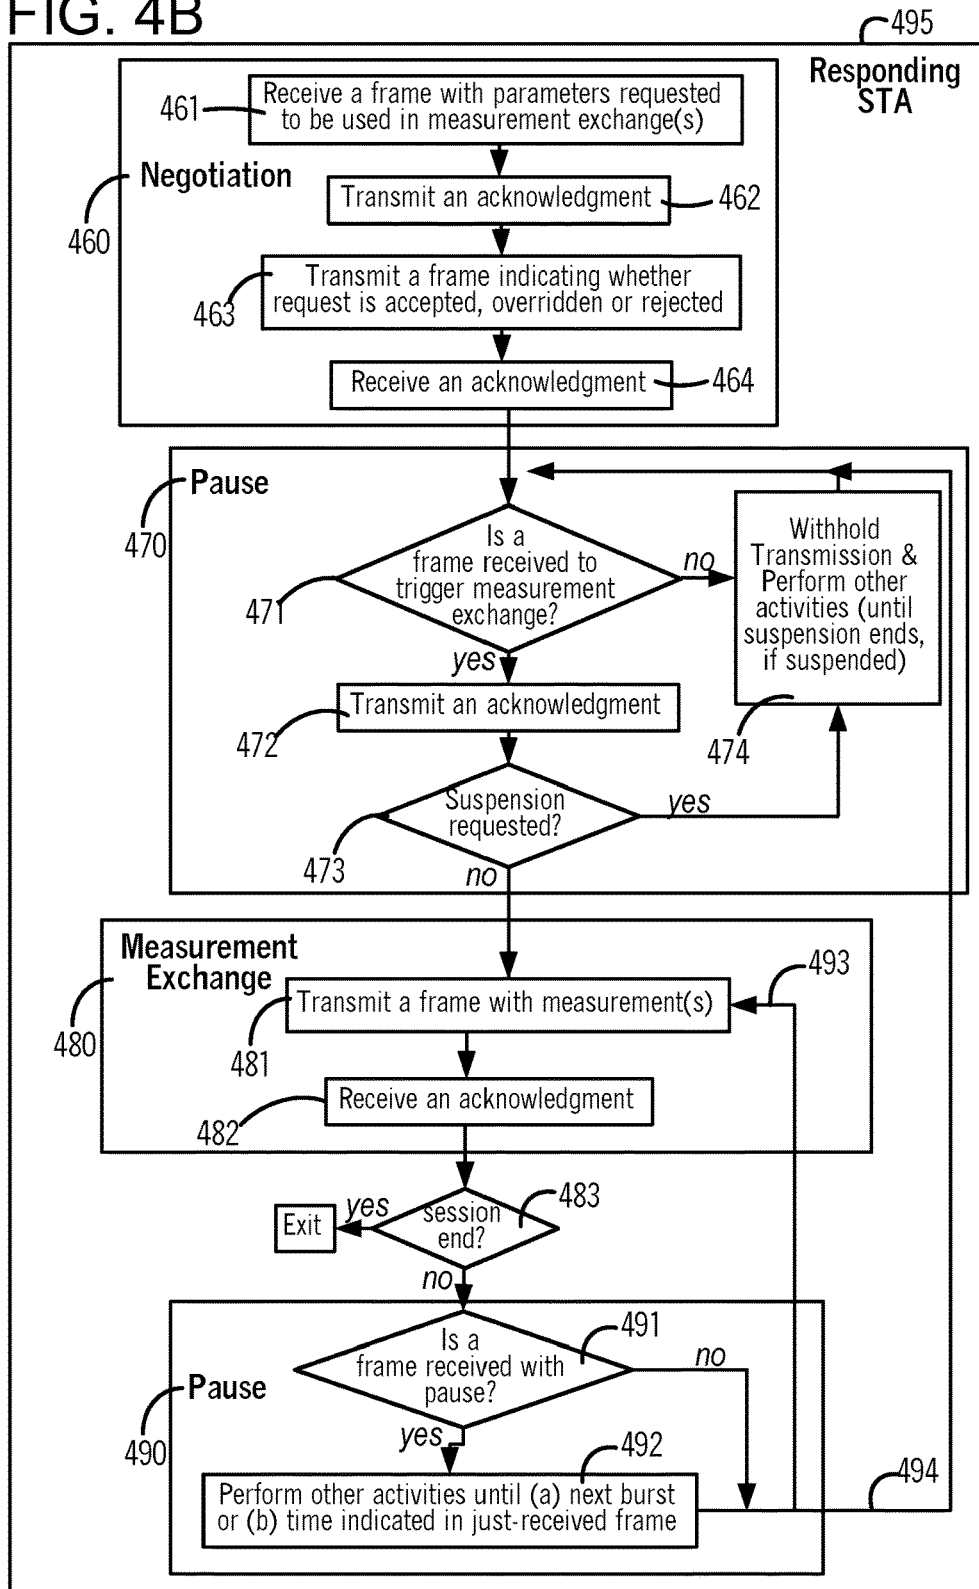 FIG. 4B
495
Responding
STA
461
Receive a frame with parameters requested
to be used in measurement exchange(s)
Negotiation
460
Transmit an acknowledgment
462
Transmit a frame indicating whether
request is accepted, overridden or rejected
463
Receive an acknowledgment
464
Pause
470
Is a
frame received to
trigger measurement
exchange?
471
no
Withhold
Transmission &
Perform other
activities (until
suspension ends,
if suspended)
474
yes
Transmit an acknowledgment
472
Suspension
requested?
473
yes
no
Measurement
Exchange
480
Transmit a frame with measurement(s)
481
493
Receive an acknowledgment
482
session
end?
483
yes
Exit
no
Pause
490
Is a
frame received with
pause?
491
no
yes
492
Perform other activities until (a) next burst
or (b) time indicated in just-received frame
494